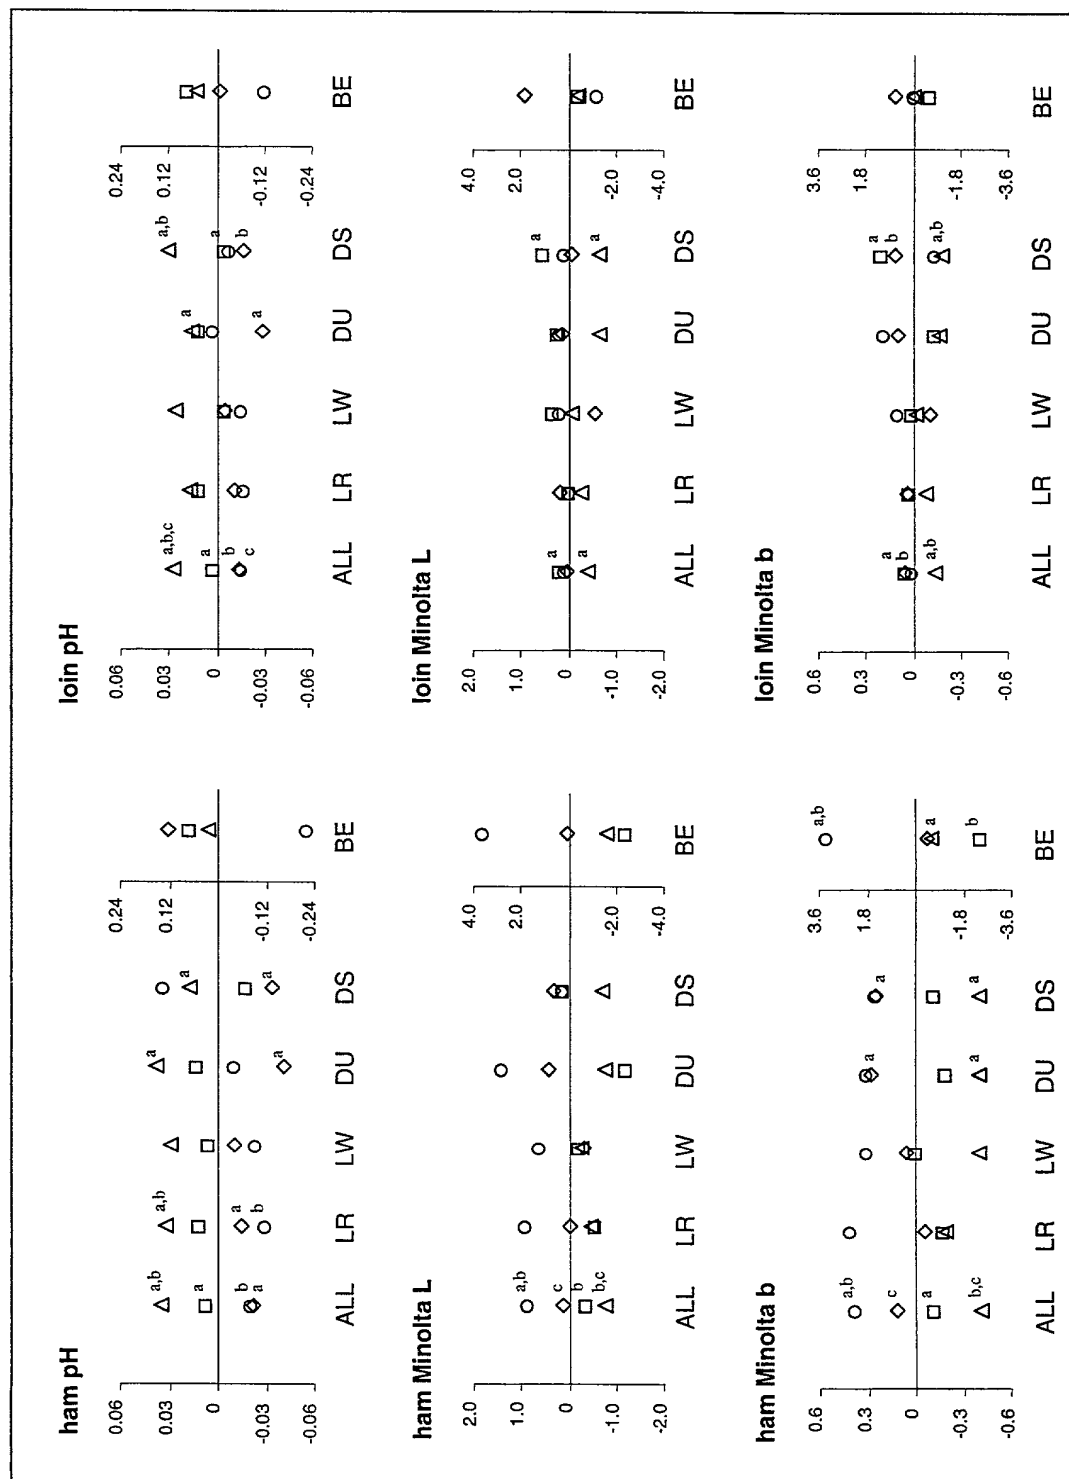 ham pH
0.06
0.03
0
-0.03
-0.06
a,b
a
b
a
a,b
a
b
a
a
a
a
0.24
0.12
-0.12
-0.24
ALL LR LW DU DS BE
loin pH
0.06
0.03
0
-0.03
-0.06
a,b,c
a
b
c
a
a
a,b
a
b
0.24
0.12
-0.12
-0.24
ALL LR LW DU DS BE
ham Minolta L
2.0
1.0
0
-1.0
-2.0
a,b
c
b
b,c
4.0
2.0
-2.0
-4.0
ALL LR LW DU DS BE
loin Minolta L
2.0
1.0
0
-1.0
-2.0
a
a
a
a
4.0
2.0
-2.0
-4.0
ALL LR LW DU DS BE
ham Minolta b
0.6
0.3
0
-0.3
-0.6
a,b
c
a
b,c
a
a
a
3.6
1.8
-1.8
-3.6
a,b
a
b
ALL LR LW DU DS BE
loin Minolta b
0.6
0.3
0
-0.3
-0.6
a
b
a,b
a
b
a,b
3.6
1.8
-1.8
-3.6
ALL LR LW DU DS BE